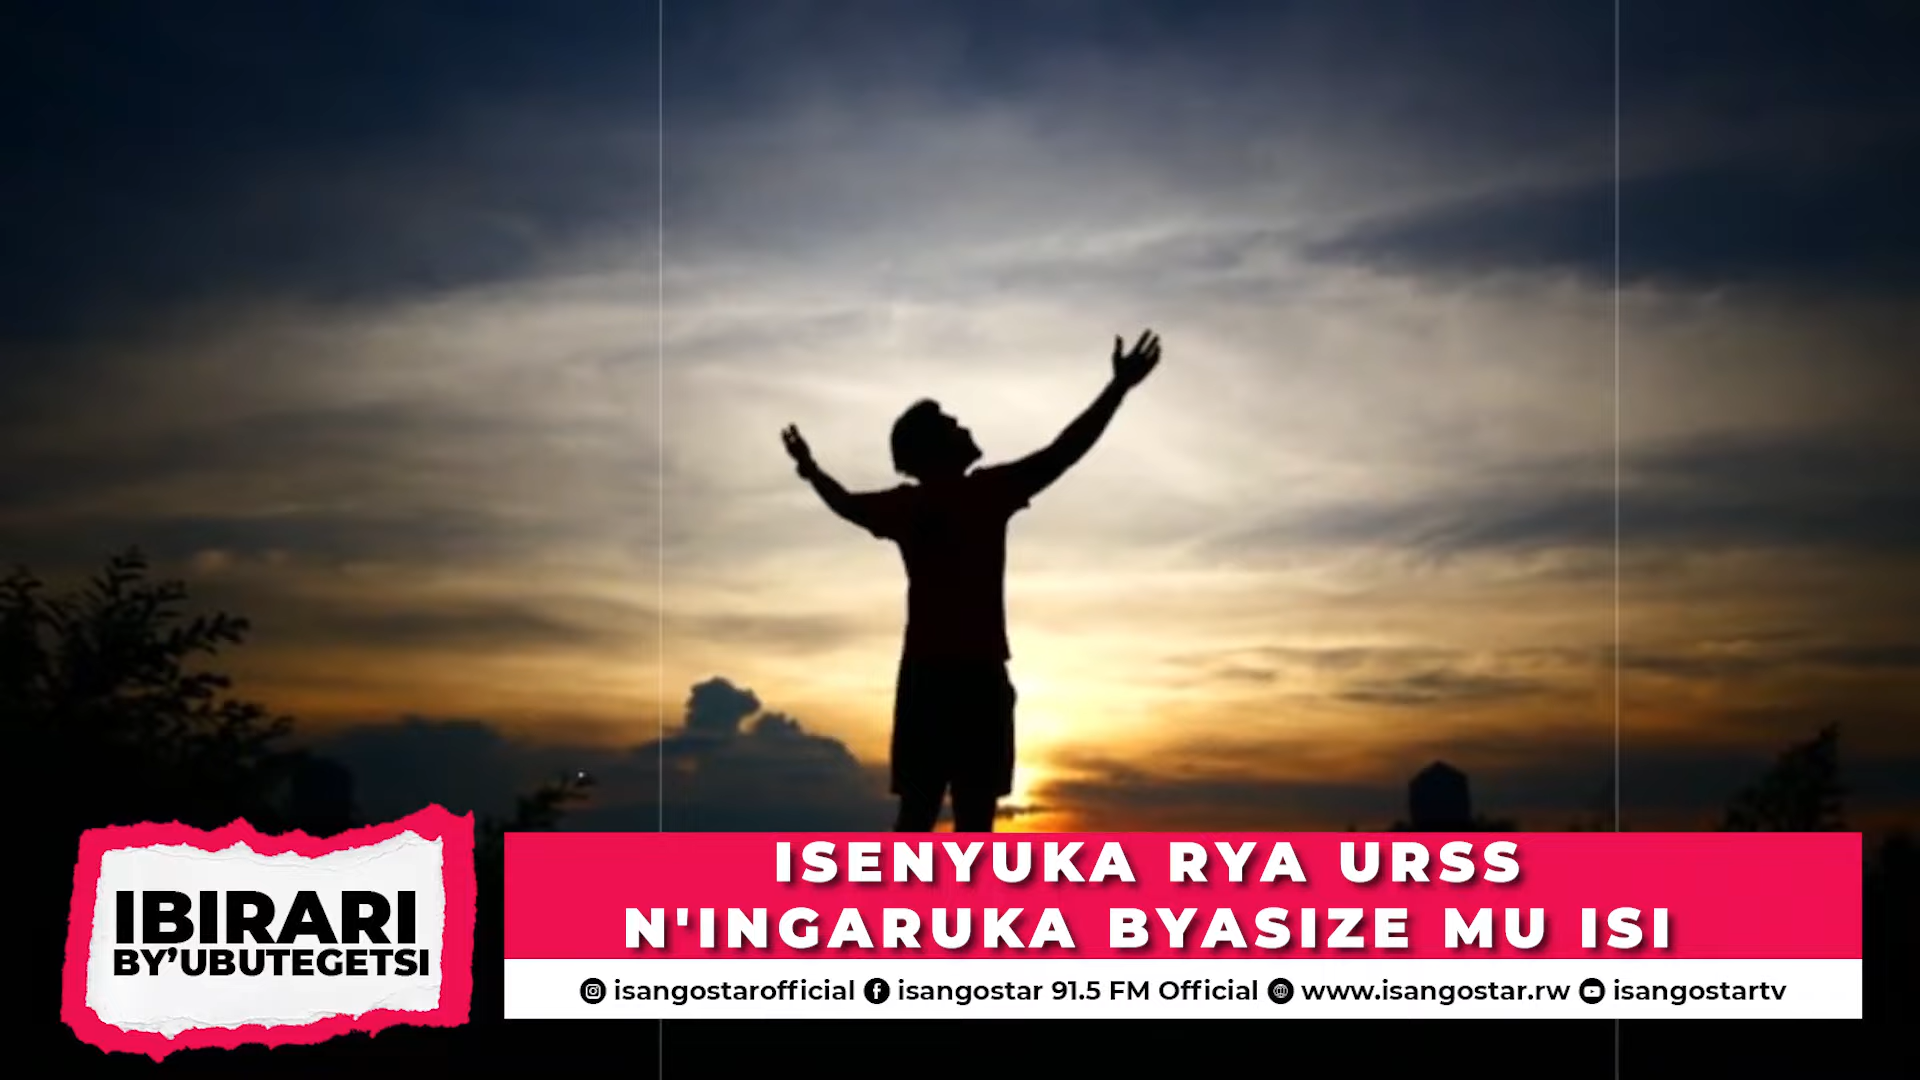 ISENYUKA RYA URSS
N'INGARUKA BYASIZE MU ISI
IBIRARI
BY’UBUTEGETSI
isangostarofficial isangostar 91.5 FM Official www.isangostar.rw isangostartv